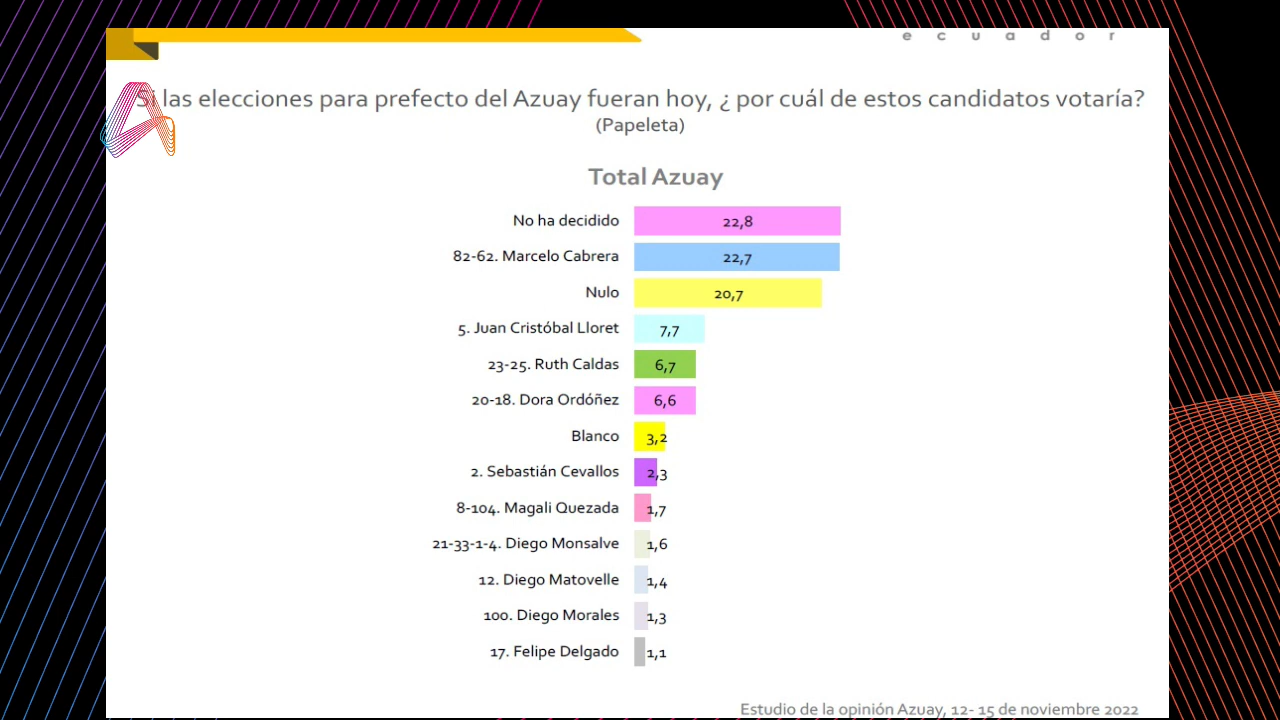 ecuador
Si las elecciones para prefecto del Azuay fueran hoy, ¿ por cuál de estos candidatos votaría?
(Papeleta)
Total Azuay
No ha decidido 22,8
82-62. Marcelo Cabrera 22,7
Nulo 20,7
5. Juan Cristóbal Lloret 7,7
23-25. Ruth Caldas 6,7
20-18. Dora Ordóñez 6,6
Blanco 3,2
2. Sebastián Cevallos 2,3
8-104. Magali Quezada 1,7
21-33-1-4. Diego Monsalve 1,6
12. Diego Matovelle 1,4
100. Diego Morales 1,3
17. Felipe Delgado 1,1
Estudio de la opinión Azuay, 12- 15 de noviembre 2022